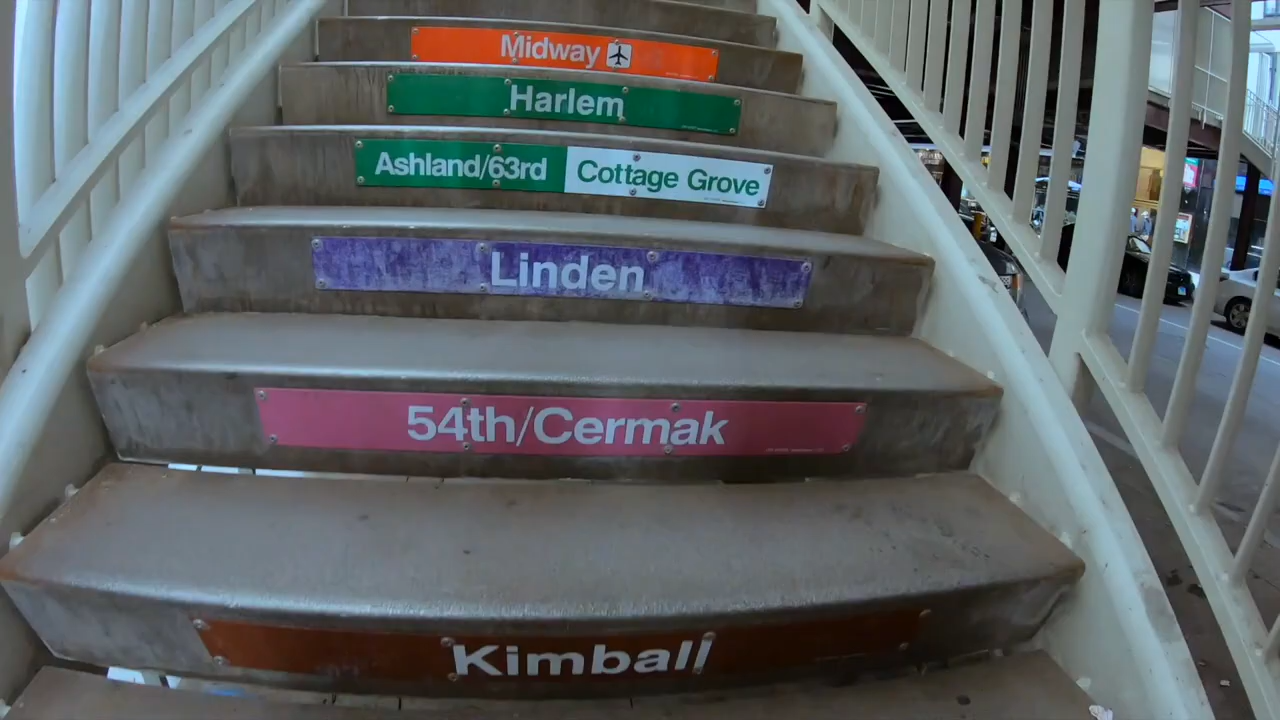 Midway
Harlem
Ashland/63rd Cottage Grove
Linden
54th/Cermak
Kimball